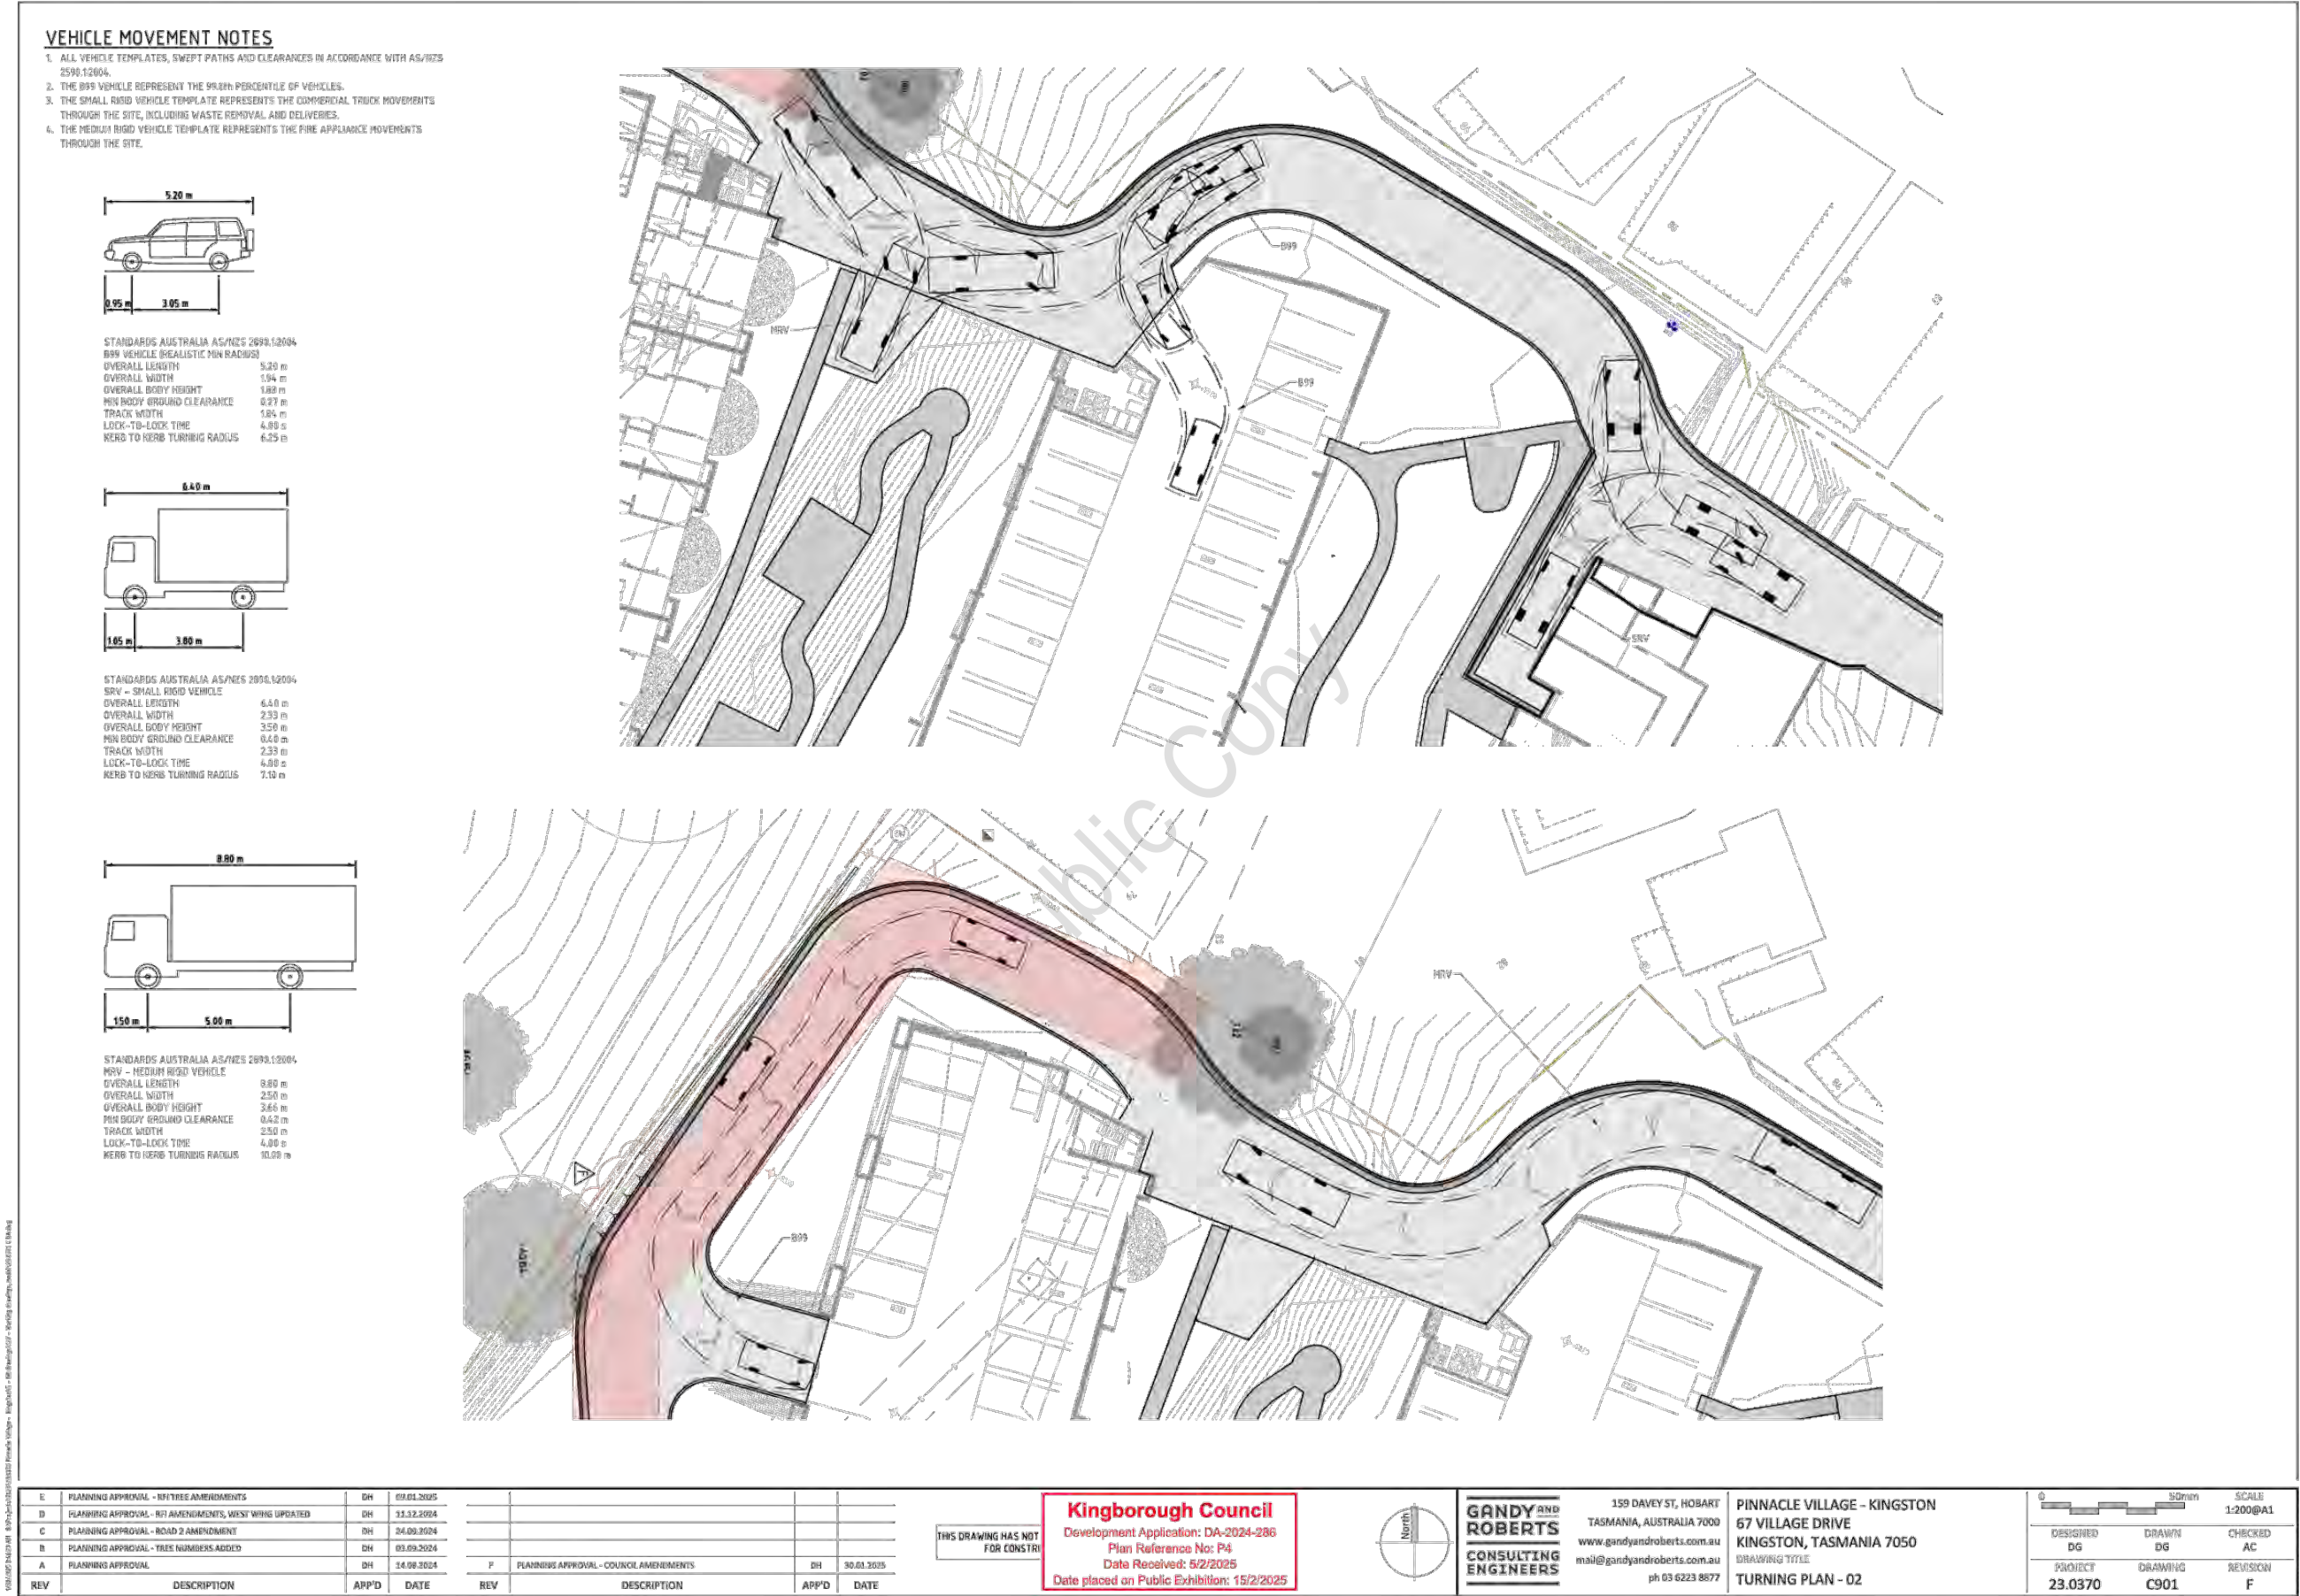 VEHICLE MOVEMENT NOTES
1. ALL VEHICLE TEMPLATES, SWEPT PATHS AND CLEARANCES IN ACCORDANCE WITH AS/NZS
2590.1:2004.
2. THE B99 VEHICLE REPRESENT THE 99.8th PERCENTILE OF VEHICLES.
3. THE SMALL RIGID VEHICLE TEMPLATE REPRESENTS THE COMMERCIAL TRUCK MOVEMENTS
THROUGH THE SITE, INCLUDING WASTE REMOVAL AND DELIVERIES.
4. THE MEDIUM RIGID VEHICLE TEMPLATE REPRESENTS THE FIRE APPLIANCE MOVEMENTS
THROUGH THE SITE.
5.20 m
0.95 m 3.05 m
STANDARDS AUSTRALIA AS/NZS 2890.1:2004
B99 VEHICLE (REALISTIC MIN RADIUS)
OVERALL LENGTH 5.20 m
OVERALL WIDTH 1.94 m
OVERALL BODY HEIGHT 1.88 m
MIN BODY GROUND CLEARANCE 0.27 m
TRACK WIDTH 1.84 m
LOCK-TO-LOCK TIME 4.00 s
KERB TO KERB TURNING RADIUS 6.25 m
6.40 m
1.05 m 3.80 m
STANDARDS AUSTRALIA AS/NZS 2890.1:2004
SRV - SMALL RIGID VEHICLE
OVERALL LENGTH 6.40 m
OVERALL WIDTH 2.33 m
OVERALL BODY HEIGHT 3.50 m
MIN BODY GROUND CLEARANCE 0.40 m
TRACK WIDTH 2.33 m
LOCK-TO-LOCK TIME 4.00 s
KERB TO KERB TURNING RADIUS 7.10 m
8.80 m
1.50 m 5.00 m
STANDARDS AUSTRALIA AS/NZS 2890.1:2004
MRV - MEDIUM RIGID VEHICLE
OVERALL LENGTH 8.80 m
OVERALL WIDTH 2.50 m
OVERALL BODY HEIGHT 3.66 m
MIN BODY GROUND CLEARANCE 0.42 m
TRACK WIDTH 2.50 m
LOCK-TO-LOCK TIME 4.00 s
KERB TO KERB TURNING RADIUS 10.00 m
B99
MRV
B99
SRV
Public Copy
MRV
B99
E PLANNING APPROVAL - RFI TREE AMENDMENTS DH 09.01.2025
D PLANNING APPROVAL - RFI AMENDMENTS, WEST WING UPDATED DH 11.12.2024
C PLANNING APPROVAL - ROAD 2 AMENDMENT DH 24.09.2024
B PLANNING APPROVAL - TREE NUMBERS ADDED DH 03.09.2024
A PLANNING APPROVAL DH 14.08.2024
REV DESCRIPTION APP'D DATE
F PLANNING APPROVAL - COUNCIL AMENDMENTS DH 30.01.2025
REV DESCRIPTION APP'D DATE
THIS DRAWING HAS NOT
FOR CONSTR
Kingborough Council
Development Application: DA-2024-286
Plan Reference No: P4
Date Received: 5/2/2025
Date placed on Public Exhibition: 15/2/2025
North
GANDY AND
ROBERTS
CONSULTING
ENGINEERS
159 DAVEY ST, HOBART
TASMANIA, AUSTRALIA 7000
www.gandyandroberts.com.au
mail@gandyandroberts.com.au
ph 03 6223 8877
PINNACLE VILLAGE - KINGSTON
67 VILLAGE DRIVE
KINGSTON, TASMANIA 7050
DRAWING TITLE
TURNING PLAN - 02
0 50mm SCALE
1:200@A1
DESIGNED DRAWN CHECKED
DG DG AC
PROJECT DRAWING REVISION
23.0370 C901 F